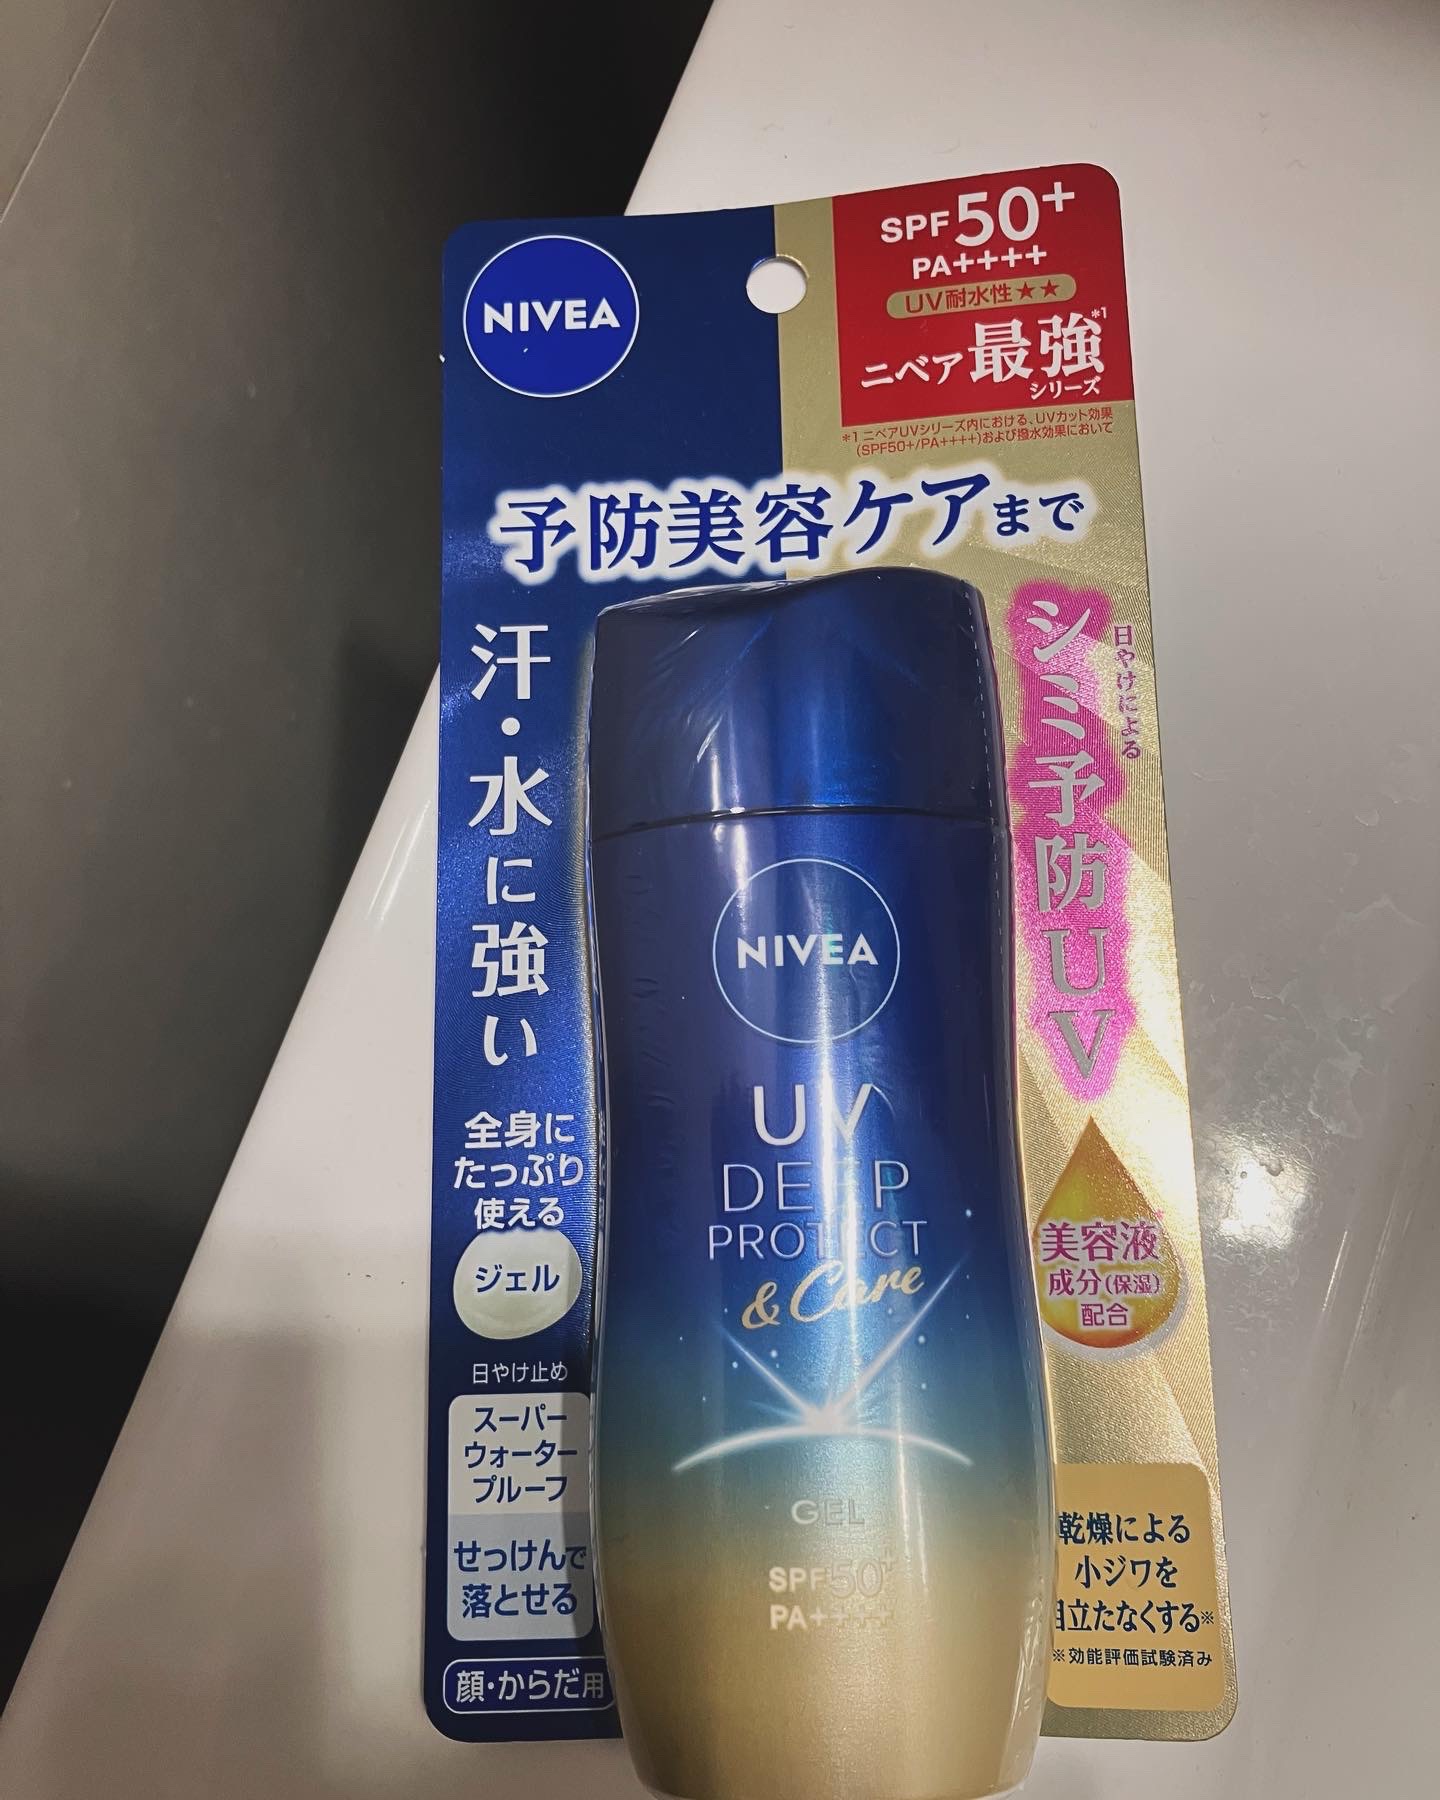 NIVEA
SPF50+
PA++++
UV耐水性★★
ニベア最強*1
シリーズ
*1 ニベアUVシリーズ内における、UVカット効果
(SPF50+/PA++++)および撥水効果において
予防美容ケアまで
汗・水に強い
全身に
たっぷり
使える
ジェル
日やけ止め
スーパー
ウォーター
プルーフ
せっけんで
落とせる
顔・からだ用
日やけによる
シミ予防UV
美容液*
成分(保湿)
配合
乾燥による
小ジワを
目立たなくする※
※効能評価試験済み
NIVEA
UV
DEEP
PROTECT
& Care
GEL
SPF50+
PA++++